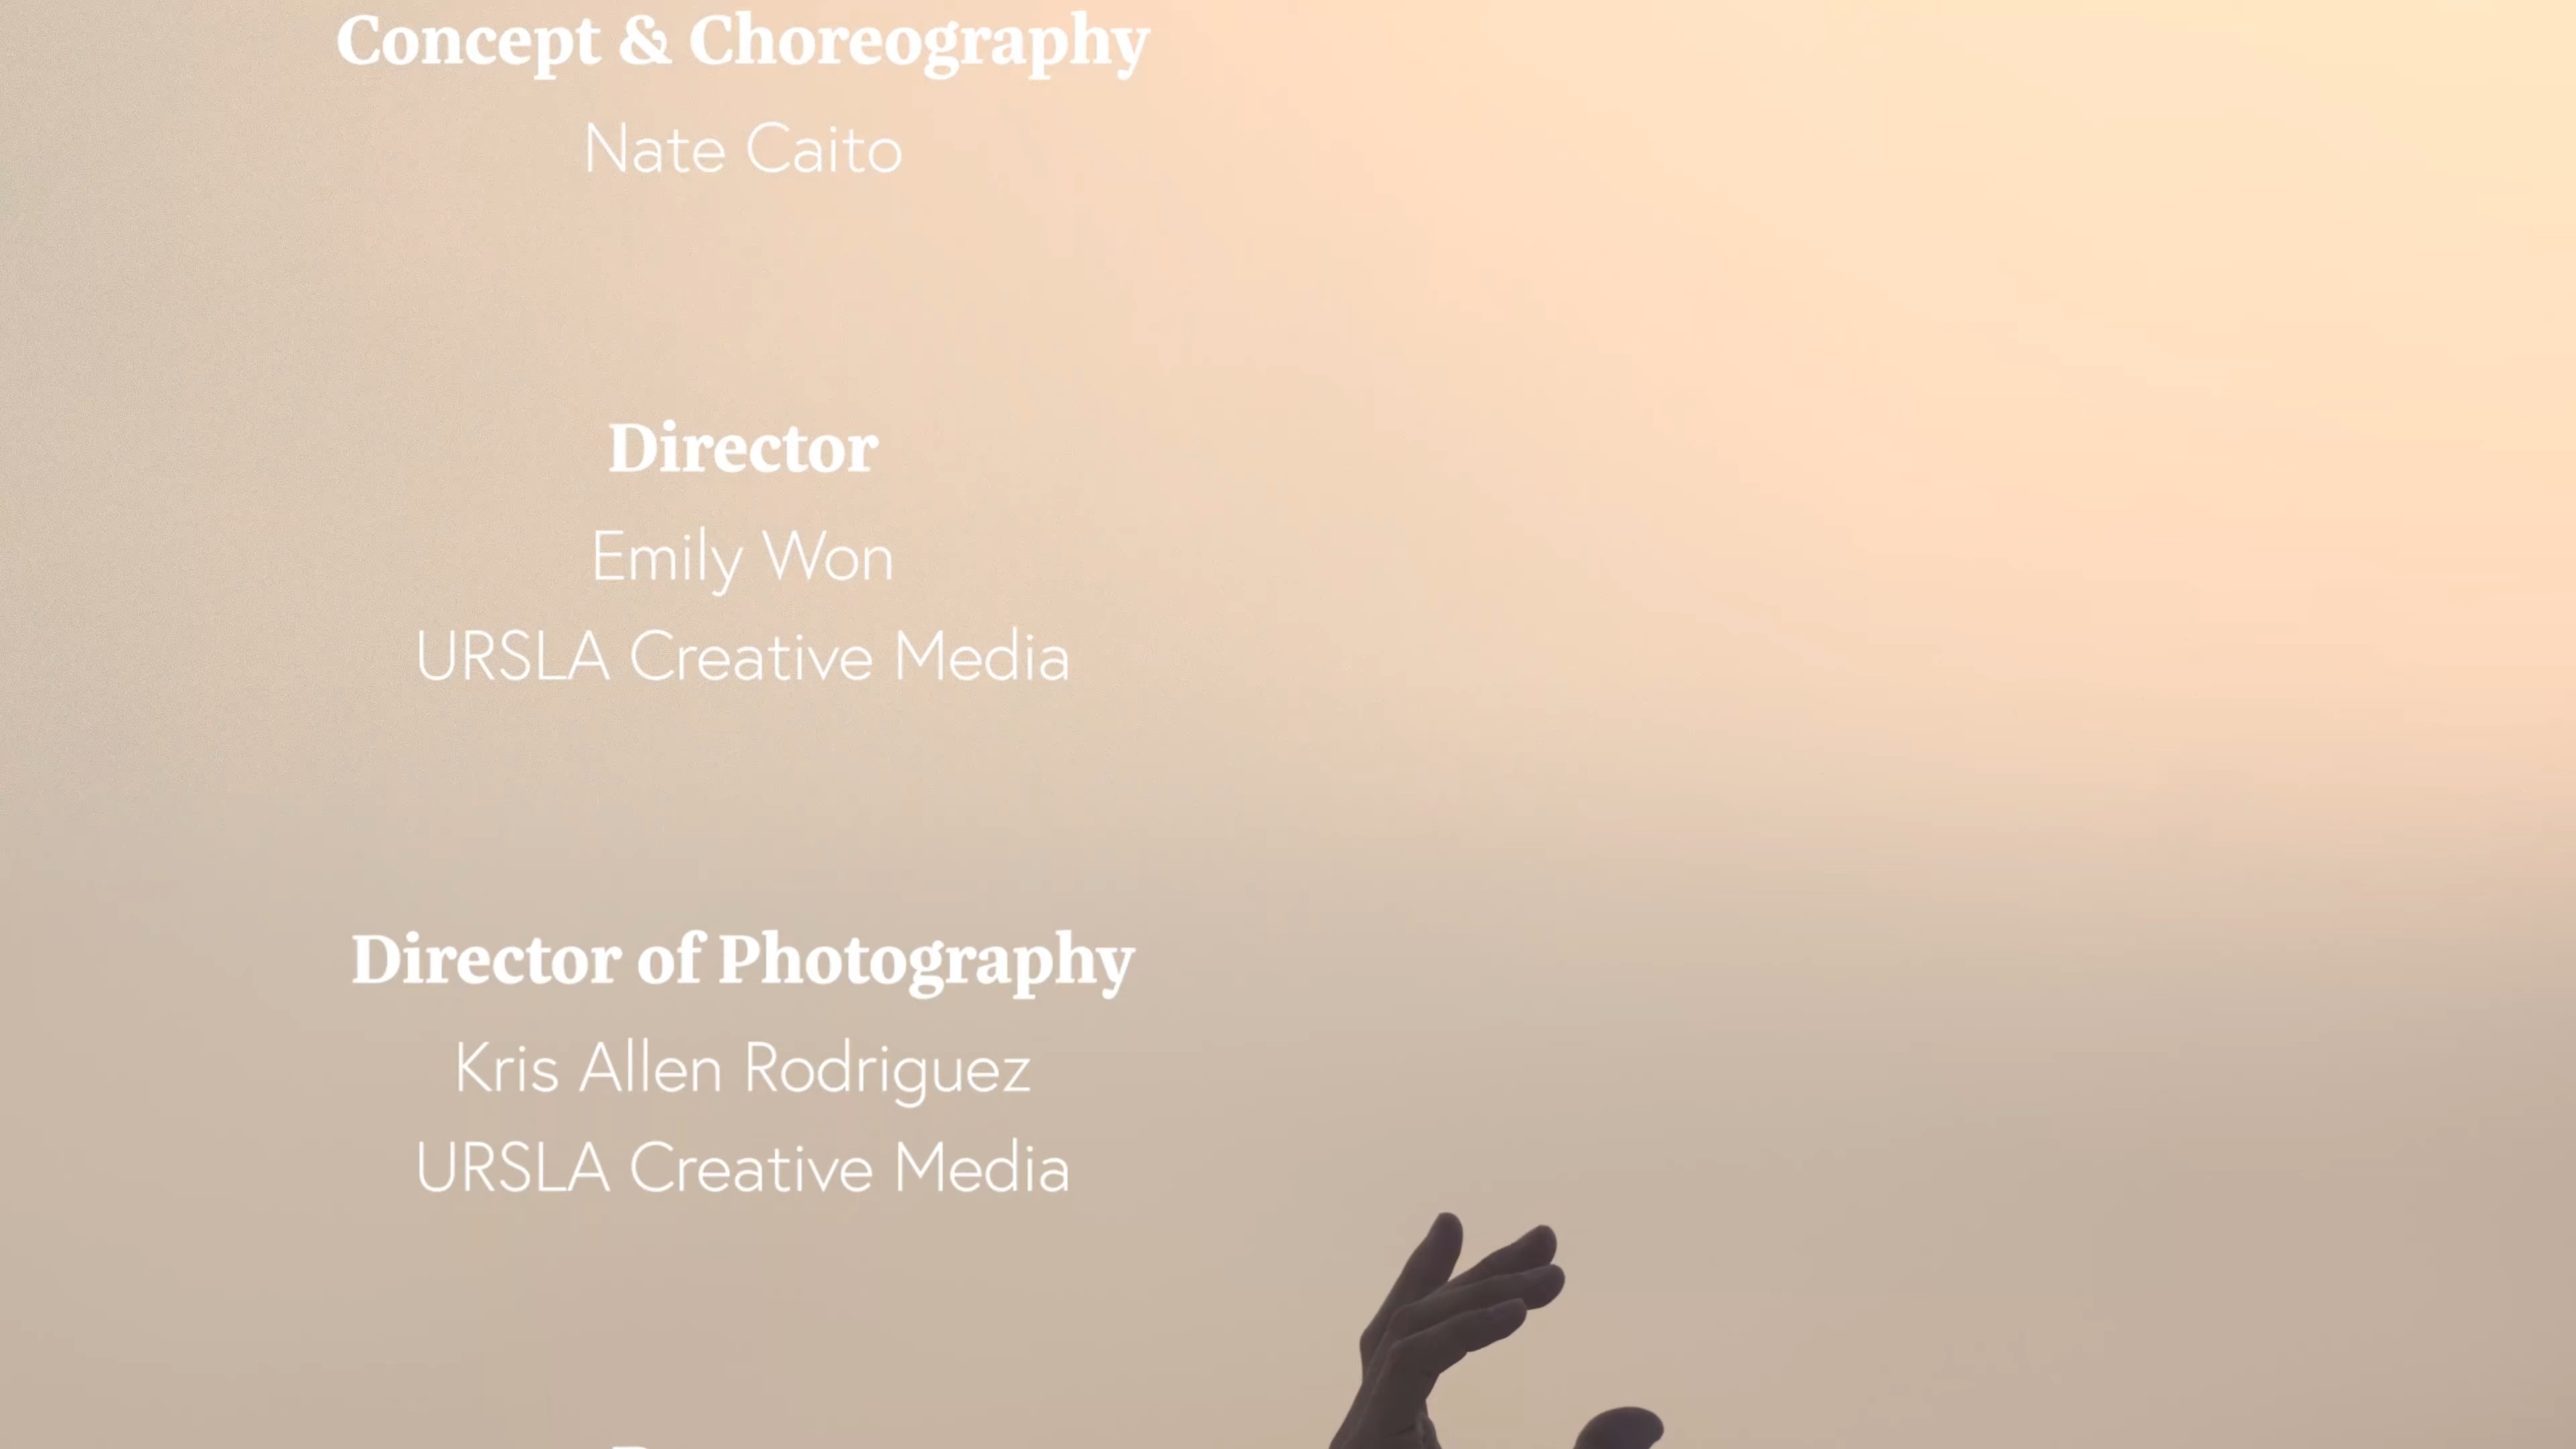 Concept & Choreography
Nate Caito
Director
Emily Won
URSLA Creative Media
Director of Photography
Kris Allen Rodriguez
URSLA Creative Media